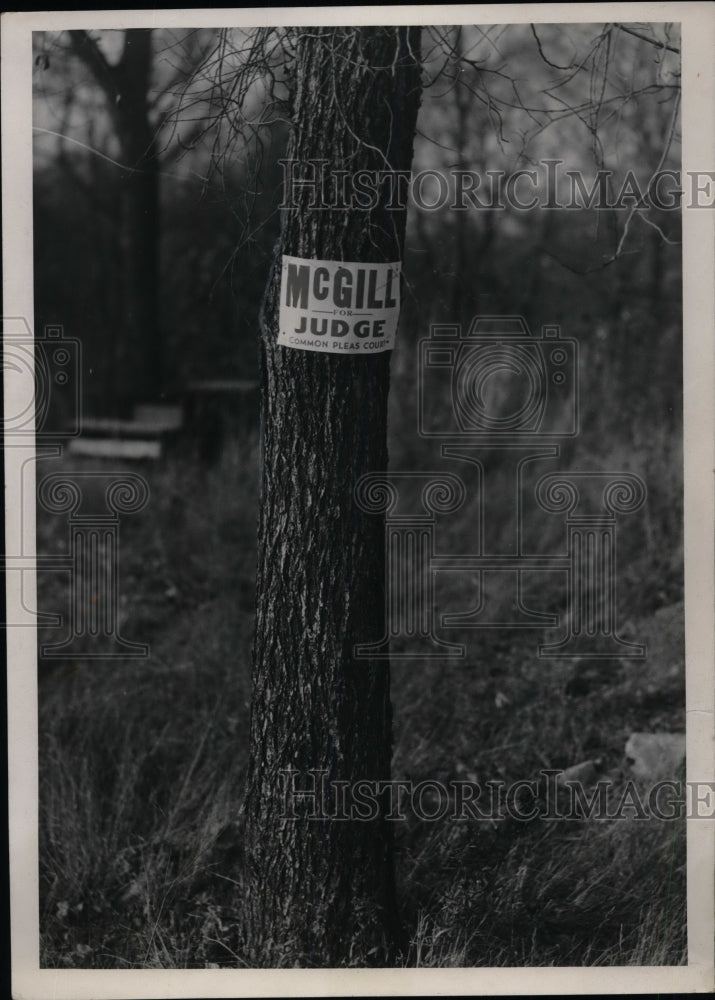 HISTORIC IMAGES
McGILL
FOR
JUDGE
COMMON PLEAS COURT
HISTORIC IMAGES